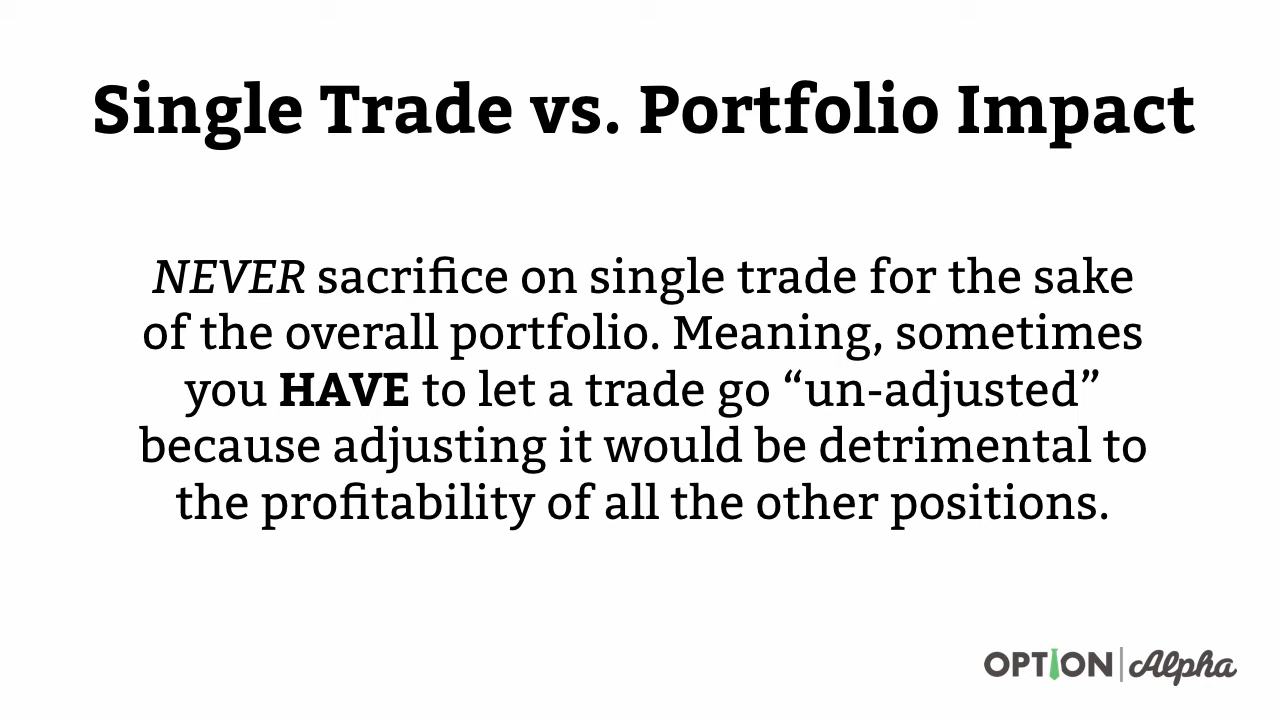 Single Trade vs. Portfolio Impact
NEVER sacrifice on single trade for the sake
of the overall portfolio. Meaning, sometimes
you HAVE to let a trade go “un-adjusted”
because adjusting it would be detrimental to
the profitability of all the other positions.
OPTION | Alpha